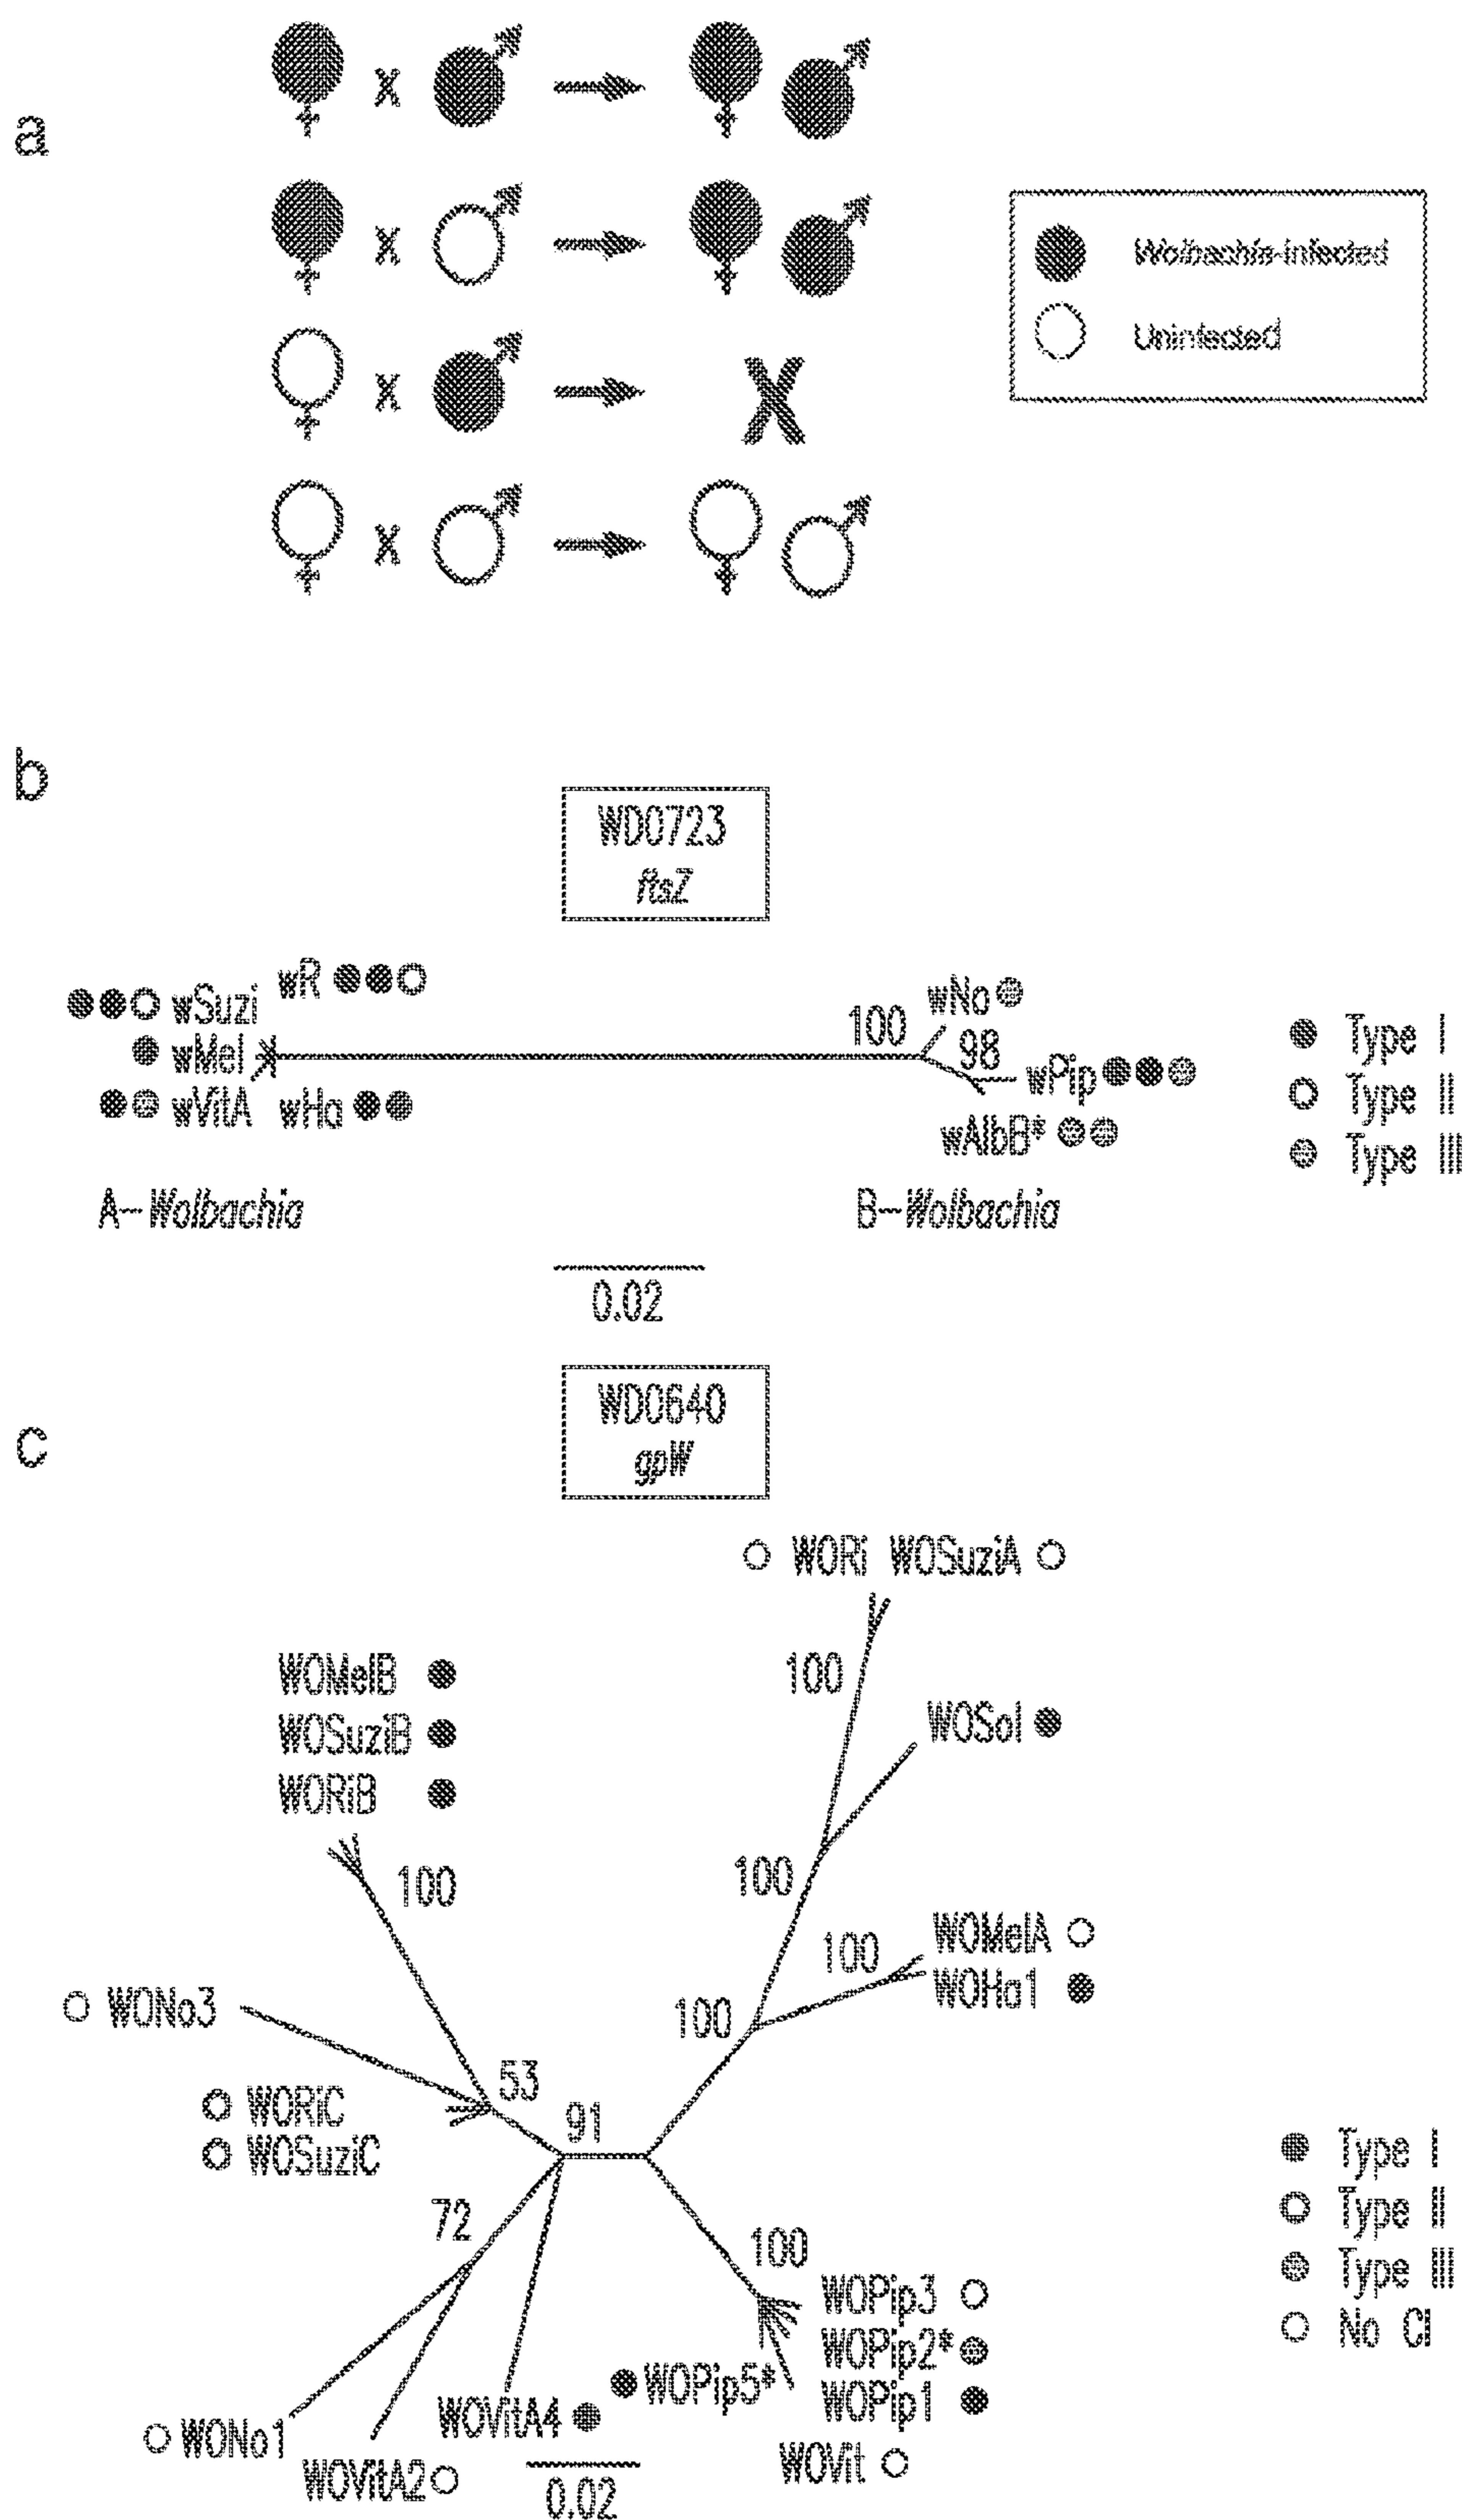 a
X
X
Wolbachia-infected
X
X
Uninfected
X
b
WD0723
ftsZ
wR
wSuzi
wMel
wVitA wHa
100
98
wNo
wPip
wAlbB*
Type I
Type II
Type III
A-Wolbachia
B-Wolbachia
0.02
c
WD0640
gpW
WORi WOSuziA
100
WOSol
WOMelB
WOSuziB
WORiB
100
100
WOMelA
100
WOHa1
100
WONo3
53
91
WORiC
WOSuziC
72
100
WOPip3
WOPip2*
WOPip5*
WOPip1
WOVitA4
WONo1
WOVit
WOVitA2
0.02
Type I
Type II
Type III
No CI